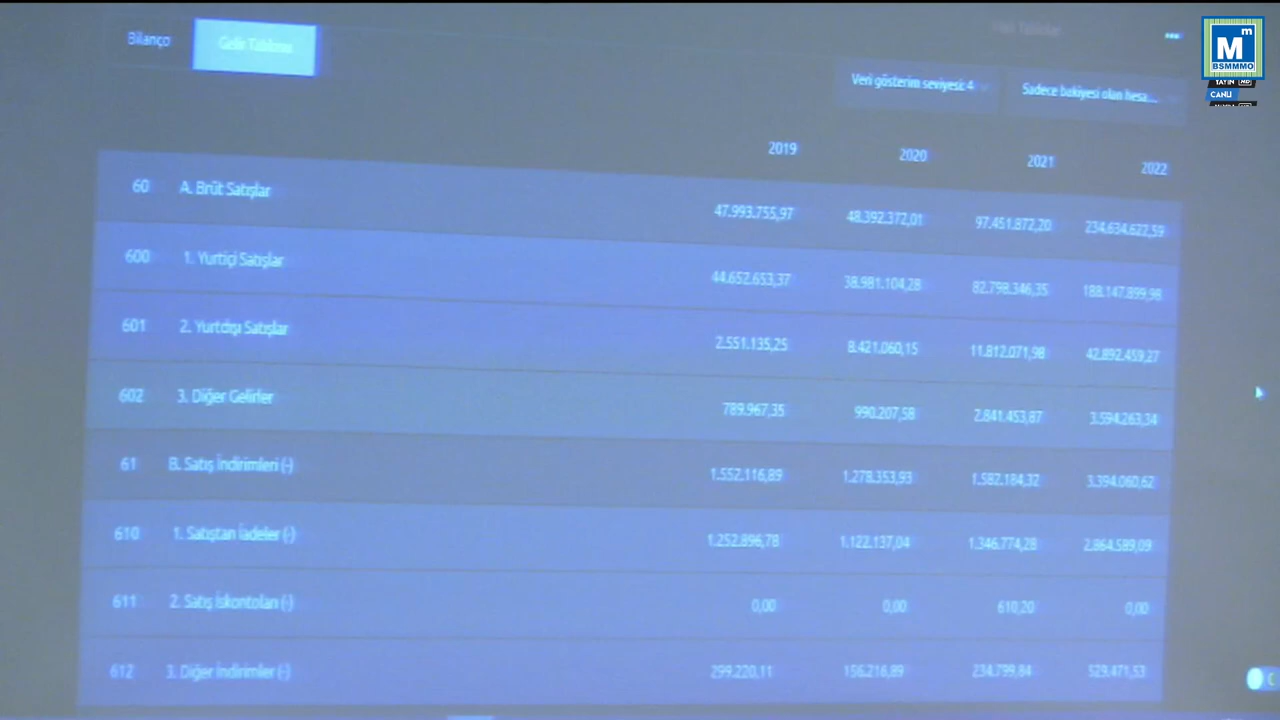 Bilanço Gelir Tablosu
M m
BSMMMO
YAYIN HD
CANLI
Veri gösterim seviyesi: 4 Sadece bakiyesi olan hesa...
2019 2020 2021 2022
60 A. Brüt Satışlar 47.993.755,97 48.392.372,01 97.451.872,20 234.634.622,59
600 1. Yurtiçi Satışlar 44.652.653,37 38.981.104,28 82.798.346,35 188.147.899,98
601 2. Yurtdışı Satışlar 2.551.135,25 8.421.060,15 11.812.071,98 42.892.459,27
602 3. Diğer Gelirler 789.967,35 990.207,58 2.841.453,87 3.594.263,34
61 B. Satış İndirimleri (-) 1.552.116,89 1.278.353,93 1.582.184,32 3.394.060,62
610 1. Satıştan İadeler (-) 1.252.896,78 1.122.137,04 1.346.774,28 2.864.589,09
611 2. Satış İskontoları (-) 0,00 0,00 610,20 0,00
612 3. Diğer İndirimler (-) 299.220,11 156.216,89 234.799,84 529.471,53